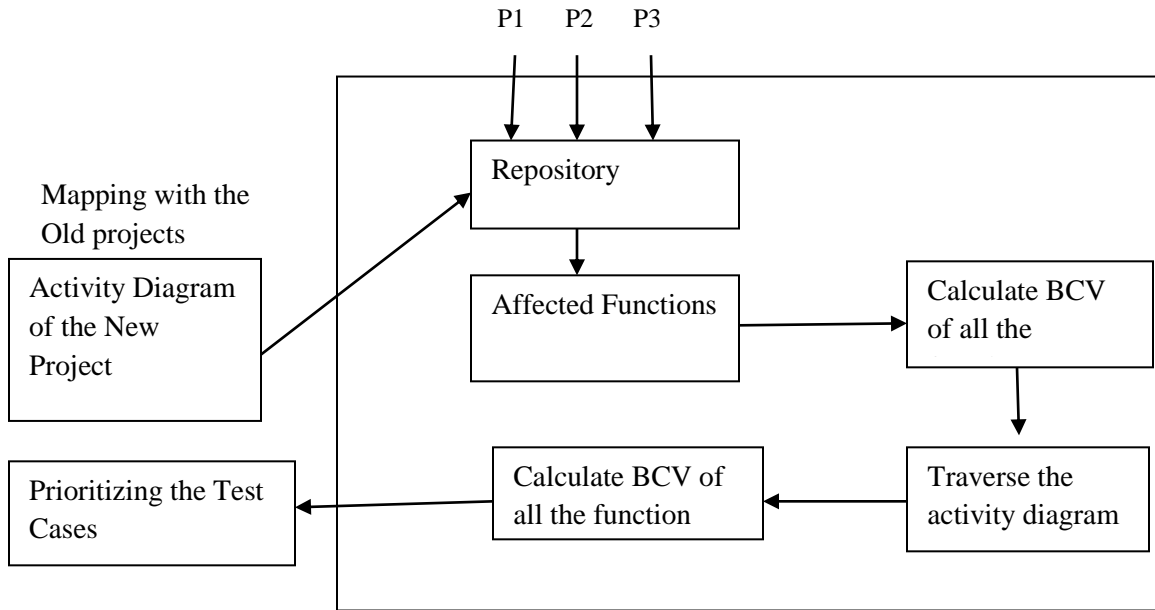 P1 P2 P3
Repository
Mapping with the
Old projects
Activity Diagram
of the New
Project
Affected Functions
Calculate BCV
of all the
Prioritizing the Test
Cases
Calculate BCV of
all the function
Traverse the
activity diagram